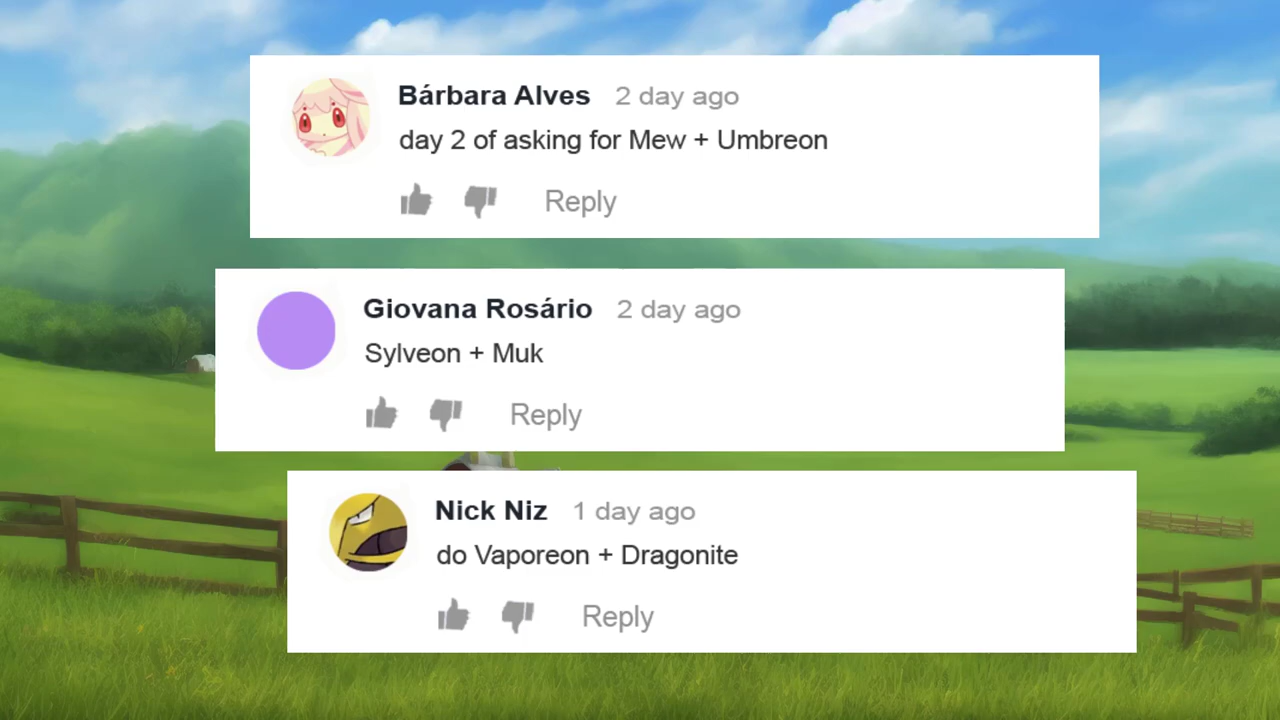 Bárbara Alves 2 day ago
day 2 of asking for Mew + Umbreon
Reply
Giovana Rosário 2 day ago
Sylveon + Muk
Reply
Nick Niz 1 day ago
do Vaporeon + Dragonite
Reply